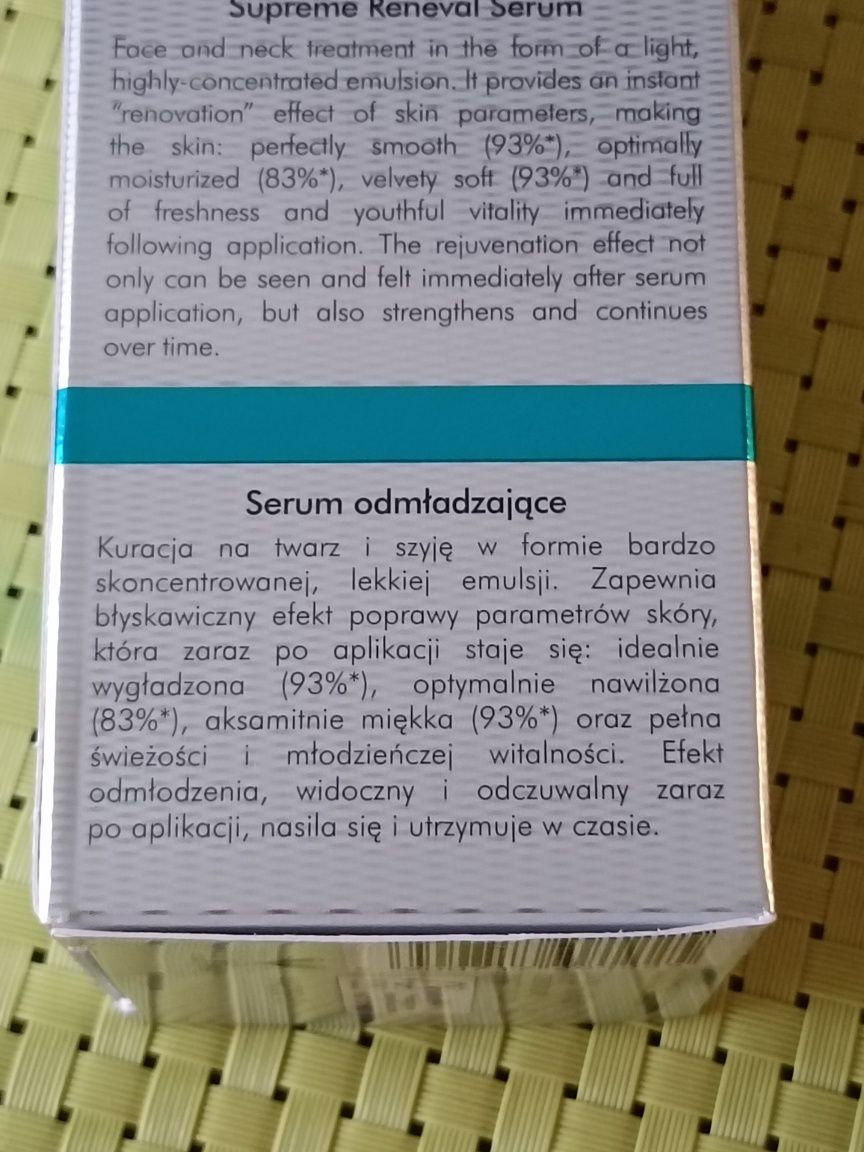 Supreme Reneval Serum
Face and neck treatment in the form of a light,
highly-concentrated emulsion. It provides an instant
"renovation" effect of skin parameters, making
the skin: perfectly smooth (93%*), optimally
moisturized (83%*), velvety soft (93%*) and full
of freshness and youthful vitality immediately
following application. The rejuvenation effect not
only can be seen and felt immediately after serum
application, but also strengthens and continues
over time.
Serum odmładzające
Kuracja na twarz i szyję w formie bardzo
skoncentrowanej, lekkiej emulsji. Zapewnia
błyskawiczny efekt poprawy parametrów skóry,
która zaraz po aplikacji staje się: idealnie
wygładzona (93%*), optymalnie nawilżona
(83%*), aksamitnie miękka (93%*) oraz pełna
świeżości i młodzieńczej witalności. Efekt
odmłodzenia, widoczny i odczuwalny zaraz
po aplikacji, nasila się i utrzymuje w czasie.